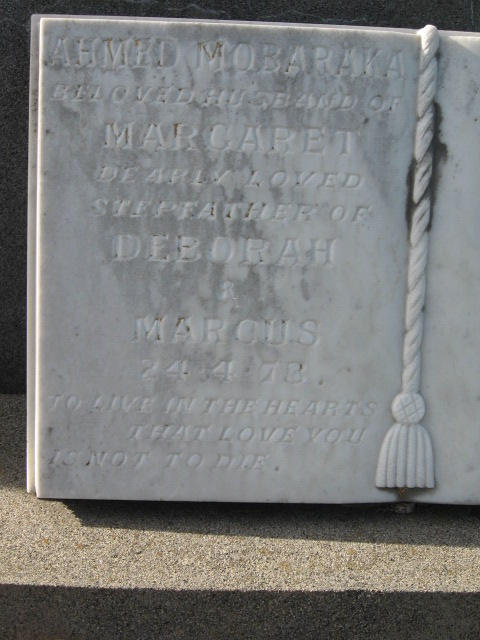 AHMED MOBARAKA
BELOVED HUSBAND OF
MARGARET
DEARLY LOVED
STEPFATHER OF
DEBORAH
&
MARCUS
24 4 78.
TO LIVE IN THE HEARTS
THAT LOVE YOU
IS NOT TO DIE.